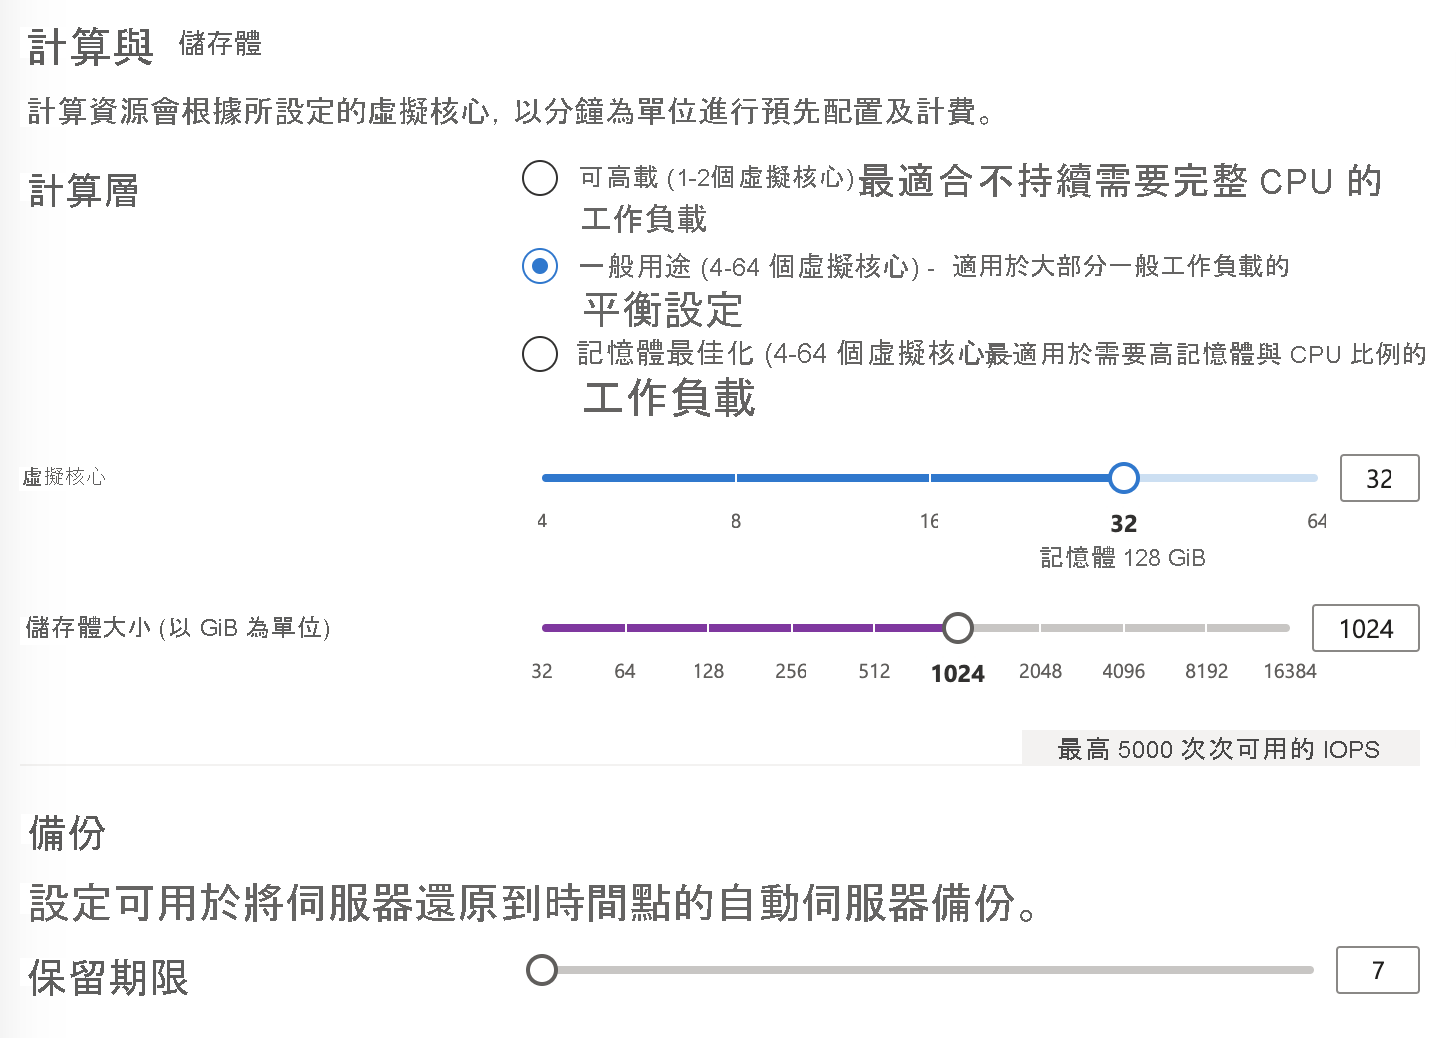 計算與 儲存體
計算資源會根據所設定的虛擬核心, 以分鐘為單位進行預先配置及計費。
計算層
可高載 (1-2個虛擬核心)最適合不持續需要完整 CPU 的
工作負載
一般用途 (4-64 個虛擬核心) - 適用於大部分一般工作負載的
平衡設定
記憶體最佳化 (4-64 個虛擬核心)-最適用於需要高記憶體與 CPU 比例的
工作負載
虛擬核心
32
4 8 16 32 64
記憶體 128 GiB
儲存體大小 (以 GiB 為單位)
1024
32 64 128 256 512 1024 2048 4096 8192 16384
最高 5000 次次可用的 IOPS
備份
設定可用於將伺服器還原到時間點的自動伺服器備份。
保留期限
7